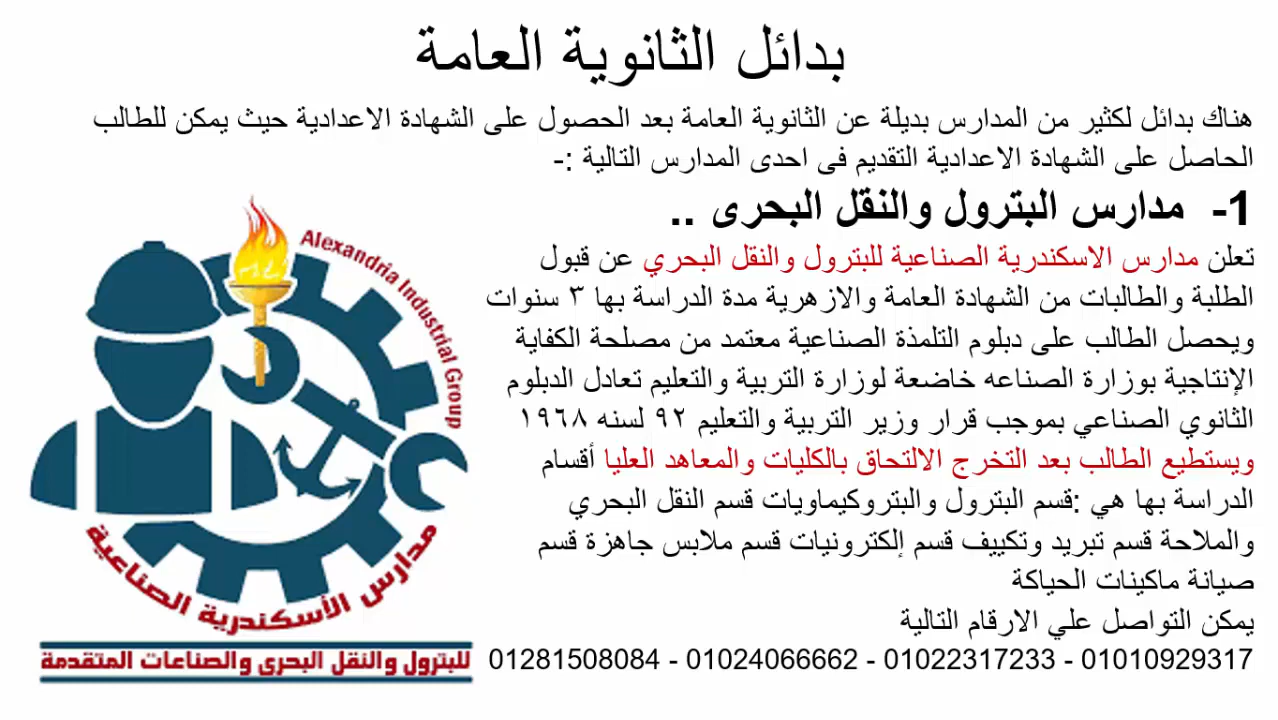 بدائل الثانوية العامة
هناك بدائل لكثير من المدارس بديلة عن الثانوية العامة بعد الحصول على الشهادة الاعدادية حيث يمكن للطالب
الحاصل على الشهادة الاعدادية التقديم فى احدى المدارس التالية :-
1- مدارس البترول والنقل البحرى ..
تعلن مدارس الاسكندرية الصناعية للبترول والنقل البحري عن قبول
الطلبة والطالبات من الشهادة العامة والازهرية مدة الدراسة بها ٣ سنوات
ويحصل الطالب على دبلوم التلمذة الصناعية معتمد من مصلحة الكفاية
الإنتاجية بوزارة الصناعه خاضعة لوزارة التربية والتعليم تعادل الدبلوم
الثانوي الصناعي بموجب قرار وزير التربية والتعليم ٩٢ لسنه ١٩٦٨
ويستطيع الطالب بعد التخرج الالتحاق بالكليات والمعاهد العليا أقسام
الدراسة بها هي :قسم البترول والبتروكيماويات قسم النقل البحري
والملاحة قسم تبريد وتكييف قسم إلكترونيات قسم ملابس جاهزة قسم
صيانة ماكينات الحياكة
يمكن التواصل علي الارقام التالية
01281508084 - 01024066662 - 01022317233 - 01010929317
Alexandria Industrial Group
مدارس الأسكندرية الصناعية
للبترول والنقل البحرى والصناعات المتقدمة